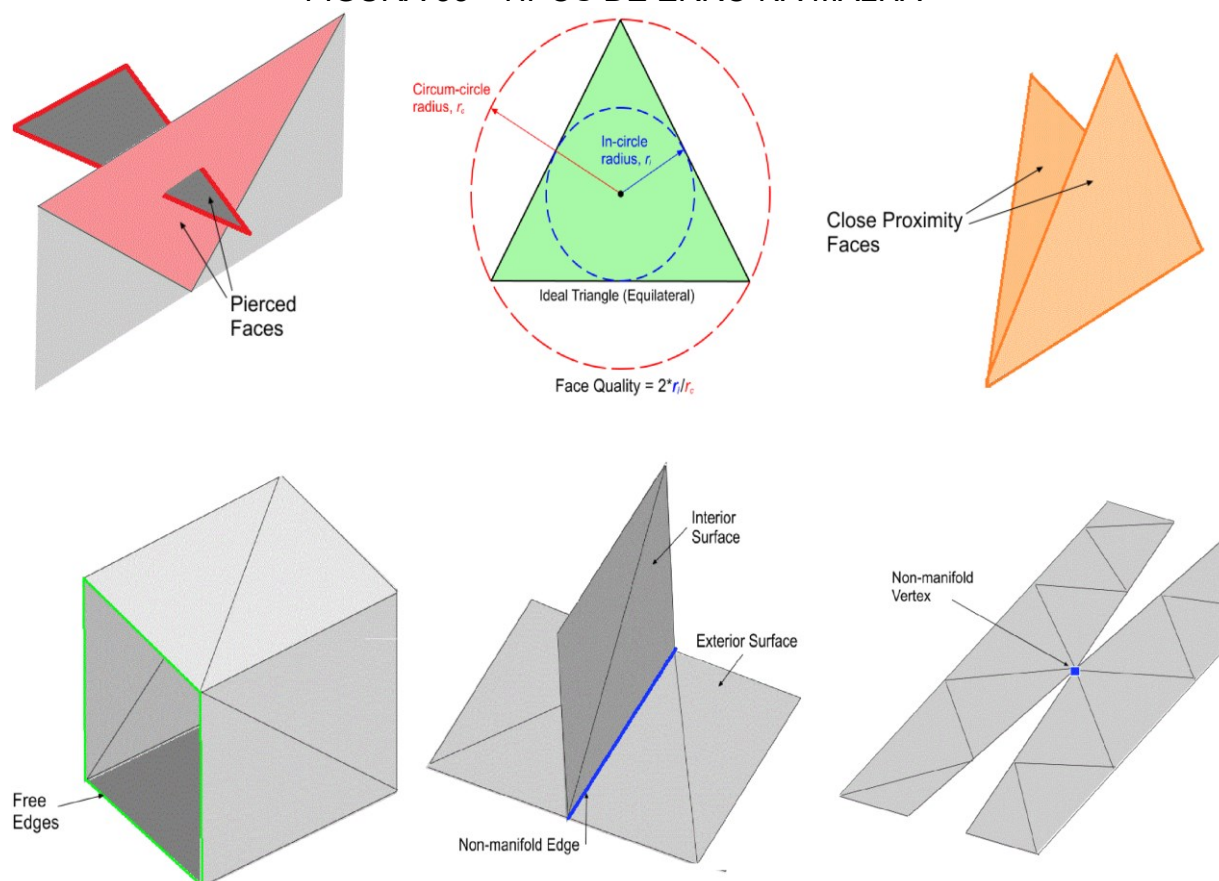 Circum-circle
radius, rc
In-circle
radius, ri
Ideal Triangle (Equilateral)
Face Quality = 2*ri/rc
Pierced
Faces
Close Proximity
Faces
Free
Edges
Interior
Surface
Exterior Surface
Non-manifold Edge
Non-manifold
Vertex